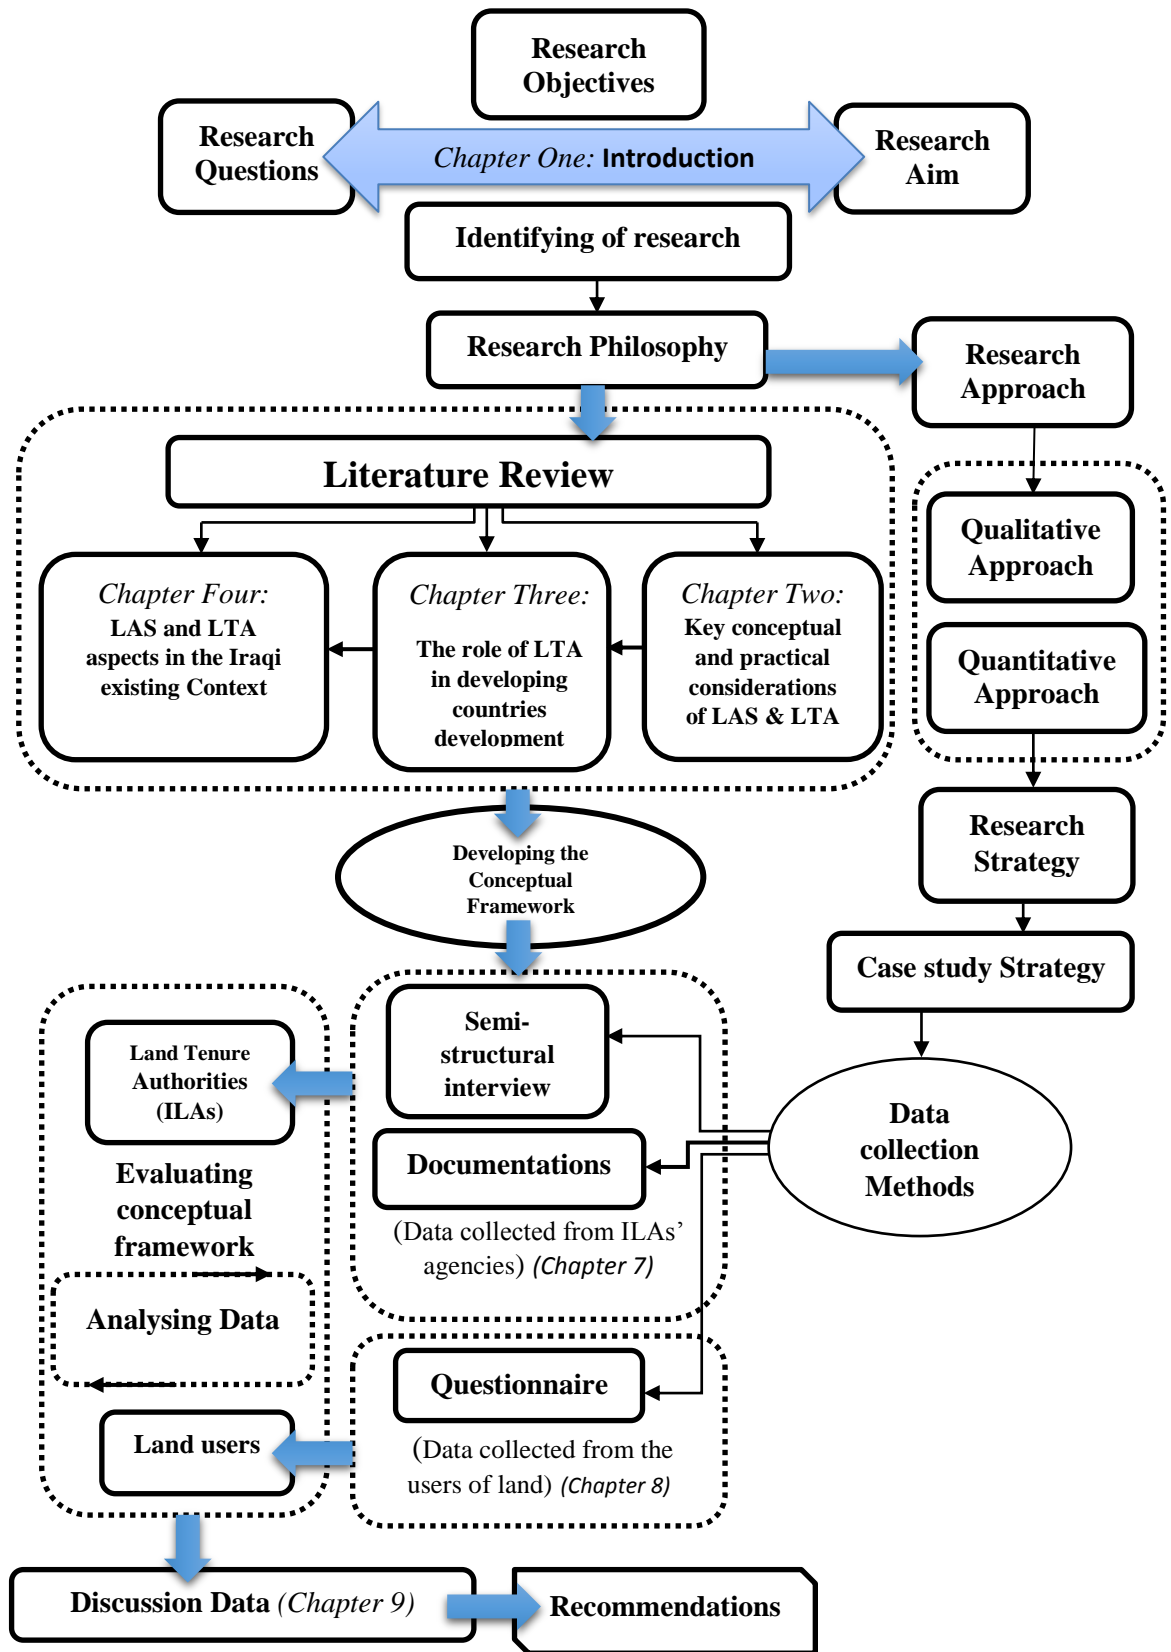 Research
Objectives
Research
Questions
Chapter One: Introduction
Research
Aim
Identifying of research
Research Philosophy
Research
Approach
Literature Review
Chapter Four:
LAS and LTA
aspects in the Iraqi
existing Context
Chapter Three:
The role of LTA
in developing
countries
development
Chapter Two:
Key conceptual
and practical
considerations
of LAS & LTA
Qualitative
Approach
Quantitative
Approach
Research
Strategy
Case study Strategy
Data
collection
Methods
Developing the
Conceptual
Framework
Semi-
structural
interview
Documentations
(Data collected from ILAs’
agencies) (Chapter 7)
Questionnaire
(Data collected from the
users of land) (Chapter 8)
Land Tenure
Authorities
(ILAs)
Evaluating
conceptual
framework
Analysing Data
Land users
Discussion Data (Chapter 9)
Recommendations